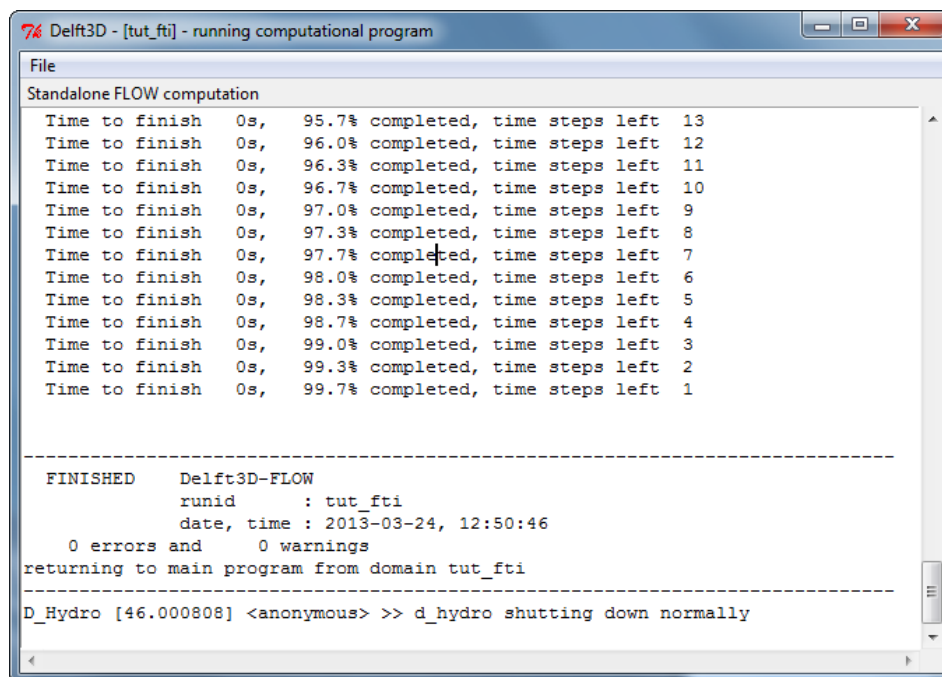 Delft3D - [tut_fti] - running computational program
File
Standalone FLOW computation
Time to finish 0s, 95.7% completed, time steps left 13
Time to finish 0s, 96.0% completed, time steps left 12
Time to finish 0s, 96.3% completed, time steps left 11
Time to finish 0s, 96.7% completed, time steps left 10
Time to finish 0s, 97.0% completed, time steps left 9
Time to finish 0s, 97.3% completed, time steps left 8
Time to finish 0s, 97.7% completed, time steps left 7
Time to finish 0s, 98.0% completed, time steps left 6
Time to finish 0s, 98.3% completed, time steps left 5
Time to finish 0s, 98.7% completed, time steps left 4
Time to finish 0s, 99.0% completed, time steps left 3
Time to finish 0s, 99.3% completed, time steps left 2
Time to finish 0s, 99.7% completed, time steps left 1
--------------------------------------------------------------------------------
FINISHED Delft3D-FLOW
runid : tut_fti
date, time : 2013-03-24, 12:50:46
0 errors and 0 warnings
returning to main program from domain tut_fti
--------------------------------------------------------------------------------
D_Hydro [46.000808] <anonymous> >> d_hydro shutting down normally